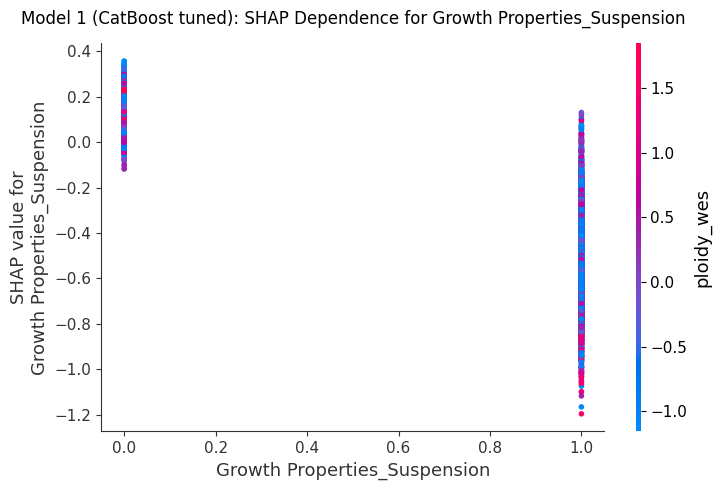 Model 1 (CatBoost tuned): SHAP Dependence for Growth Properties_Suspension
SHAP value for
Growth Properties_Suspension
0.4
0.2
0.0
−0.2
−0.4
−0.6
−0.8
−1.0
−1.2
0.0 0.2 0.4 0.6 0.8 1.0
Growth Properties_Suspension
1.5
1.0
0.5
0.0
−0.5
−1.0
ploidy_wes